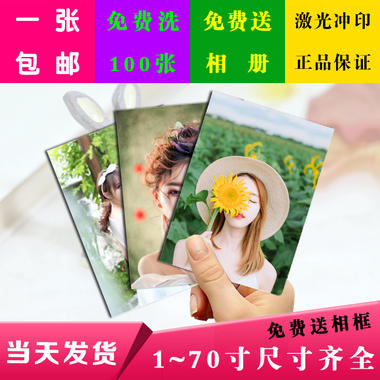 一张
包邮
免费洗
100张
免费送
相册
激光冲印
正品保证
免费送相框
当天发货
1~70寸尺寸齐全